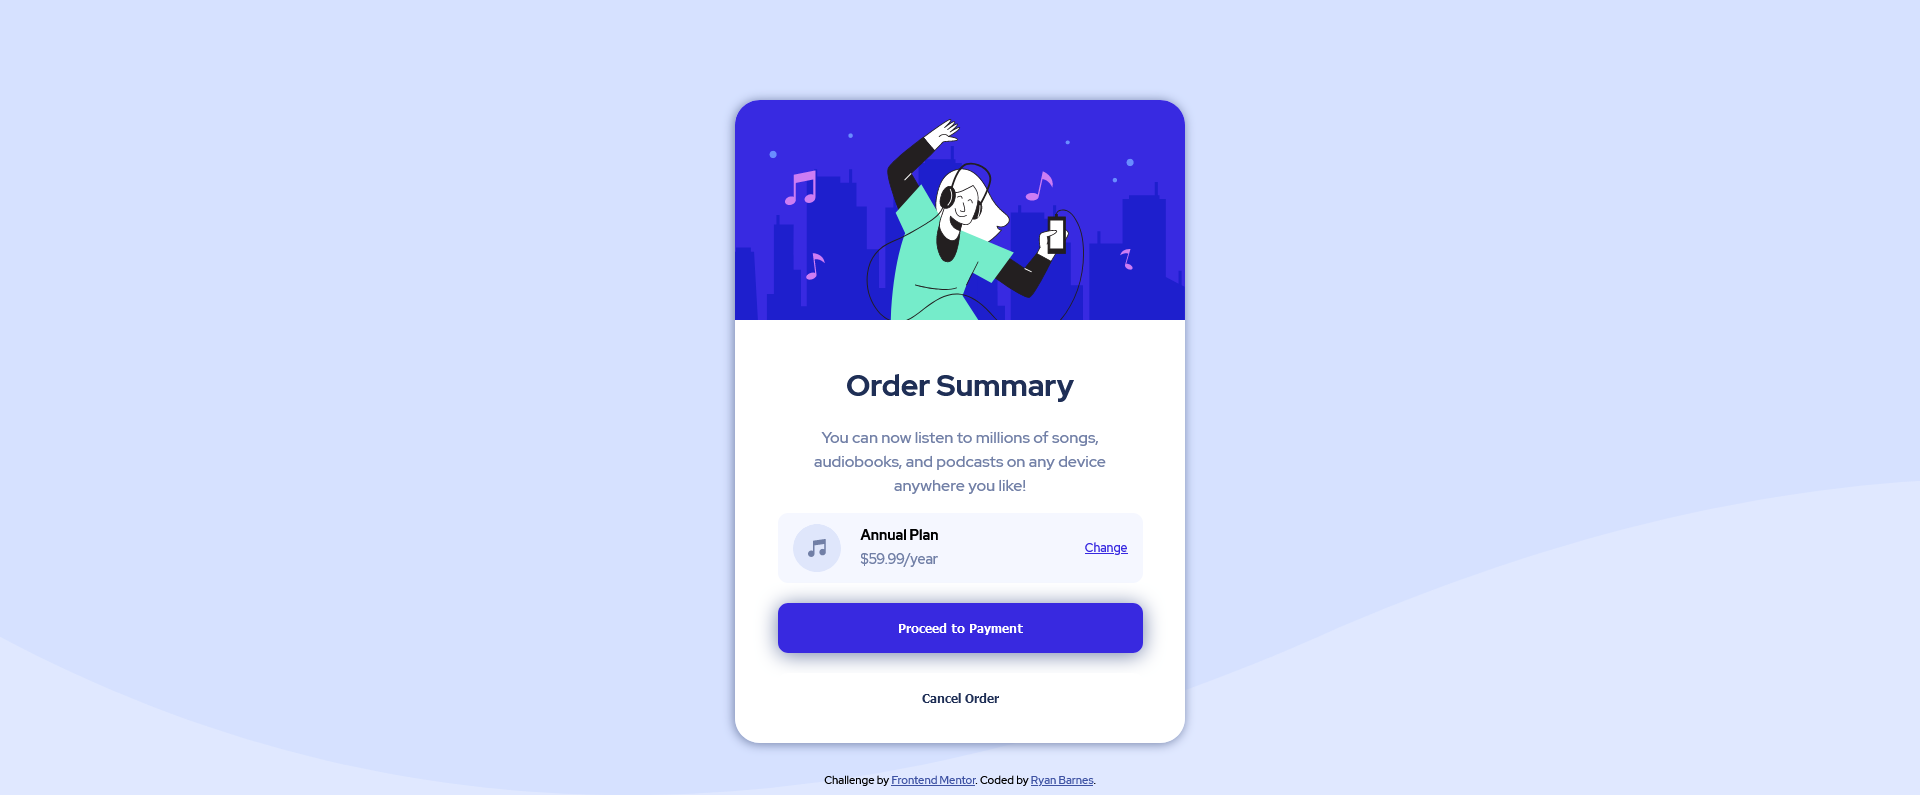 Order Summary
You can now listen to millions of songs,
audiobooks, and podcasts on any device
anywhere you like!
Annual Plan
$59.99/year
Change
Proceed to Payment
Cancel Order
Challenge by Frontend Mentor. Coded by Ryan Barnes.